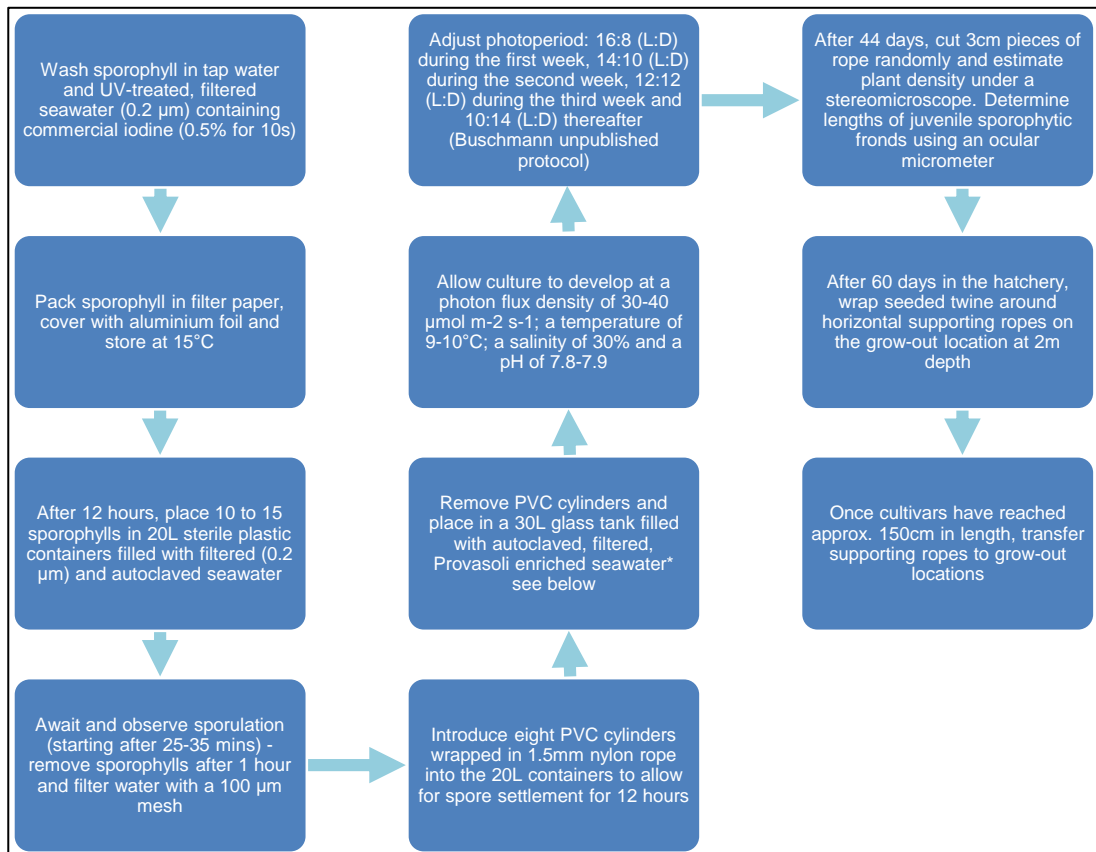 Wash sporophyll in tap water
and UV-treated, filtered
seawater (0.2 µm) containing
commercial iodine (0.5% for 10s)
Pack sporophyll in filter paper,
cover with aluminium foil and
store at 15°C
After 12 hours, place 10 to 15
sporophylls in 20L sterile plastic
containers filled with filtered (0.2
µm) and autoclaved seawater
Await and observe sporulation
(starting after 25-35 mins) -
remove sporophylls after 1 hour
and filter water with a 100 µm
mesh
Introduce eight PVC cylinders
wrapped in 1.5mm nylon rope
into the 20L containers to allow
for spore settlement for 12 hours
Remove PVC cylinders and
place in a 30L glass tank filled
with autoclaved, filtered,
Provasoli enriched seawater*
see below
Allow culture to develop at a
photon flux density of 30-40
µmol m-2 s-1; a temperature of
9-10°C; a salinity of 30% and a
pH of 7.8-7.9
Adjust photoperiod: 16:8 (L:D)
during the first week, 14:10 (L:D)
during the second week, 12:12
(L:D) during the third week and
10:14 (L:D) thereafter
(Buschmann unpublished
protocol)
After 44 days, cut 3cm pieces of
rope randomly and estimate
plant density under a
stereomicroscope. Determine
lengths of juvenile sporophytic
fronds using an ocular
micrometer
After 60 days in the hatchery,
wrap seeded twine around
horizontal supporting ropes on
the grow-out location at 2m
depth
Once cultivars have reached
approx. 150cm in length, transfer
supporting ropes to grow-out
locations